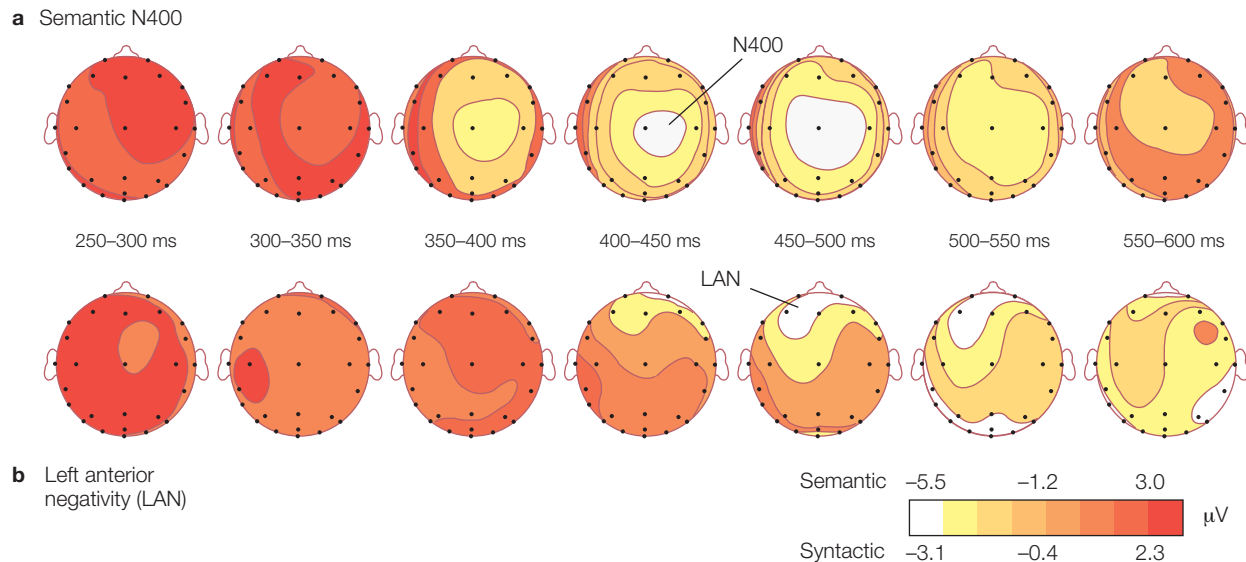 a Semantic N400
N400
250–300 ms 300–350 ms 350–400 ms 400–450 ms 450–500 ms 500–550 ms 550–600 ms
LAN
b Left anterior
negativity (LAN)
Semantic –5.5 –1.2 3.0
μV
Syntactic –3.1 –0.4 2.3